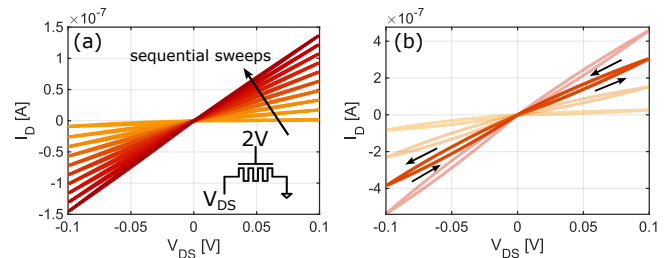 ×10⁻⁷
(a)
sequential sweeps
1.5
1
0.5
0
-0.5
-1
-1.5
I_D [A]
2V
V_DS
-0.1
-0.05
0
0.05
0.1
V_DS [V]
×10⁻⁷
(b)
4
2
0
-2
-4
I_D [A]
-0.1
-0.05
0
0.05
0.1
V_DS [V]